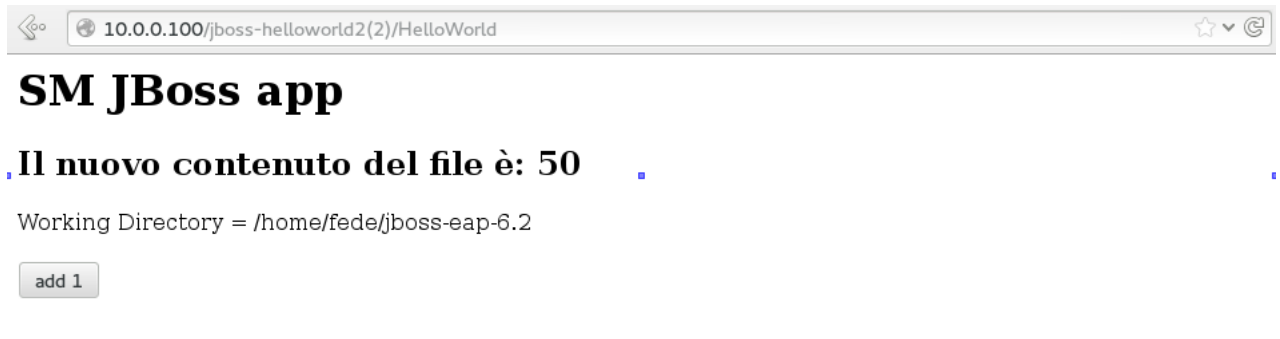 10.0.0.100/jboss-helloworld2(2)/HelloWorld
SM JBoss app
Il nuovo contenuto del file è: 50
Working Directory = /home/fede/jboss-eap-6.2
add 1